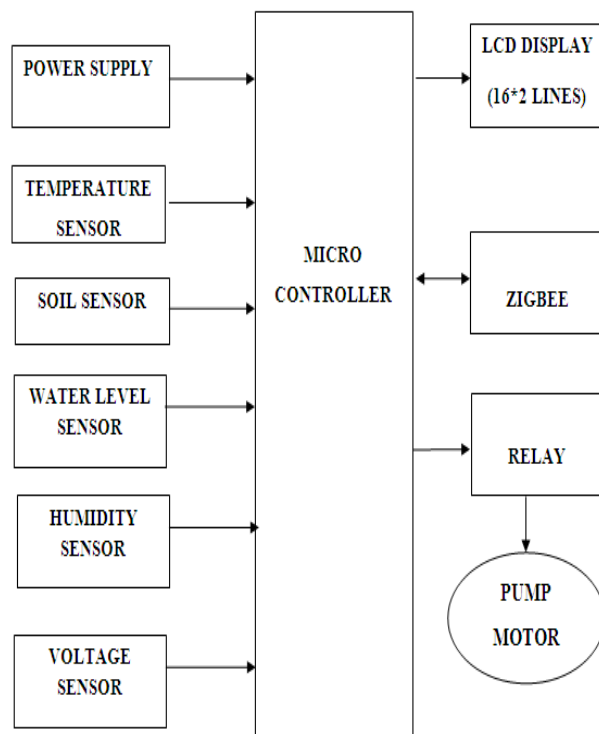 POWER SUPPLY
TEMPERATURE
SENSOR
SOIL SENSOR
WATER LEVEL
SENSOR
HUMIDITY
SENSOR
VOLTAGE
SENSOR
MICRO
CONTROLLER
LCD DISPLAY
(16*2 LINES)
ZIGBEE
RELAY
PUMP
MOTOR